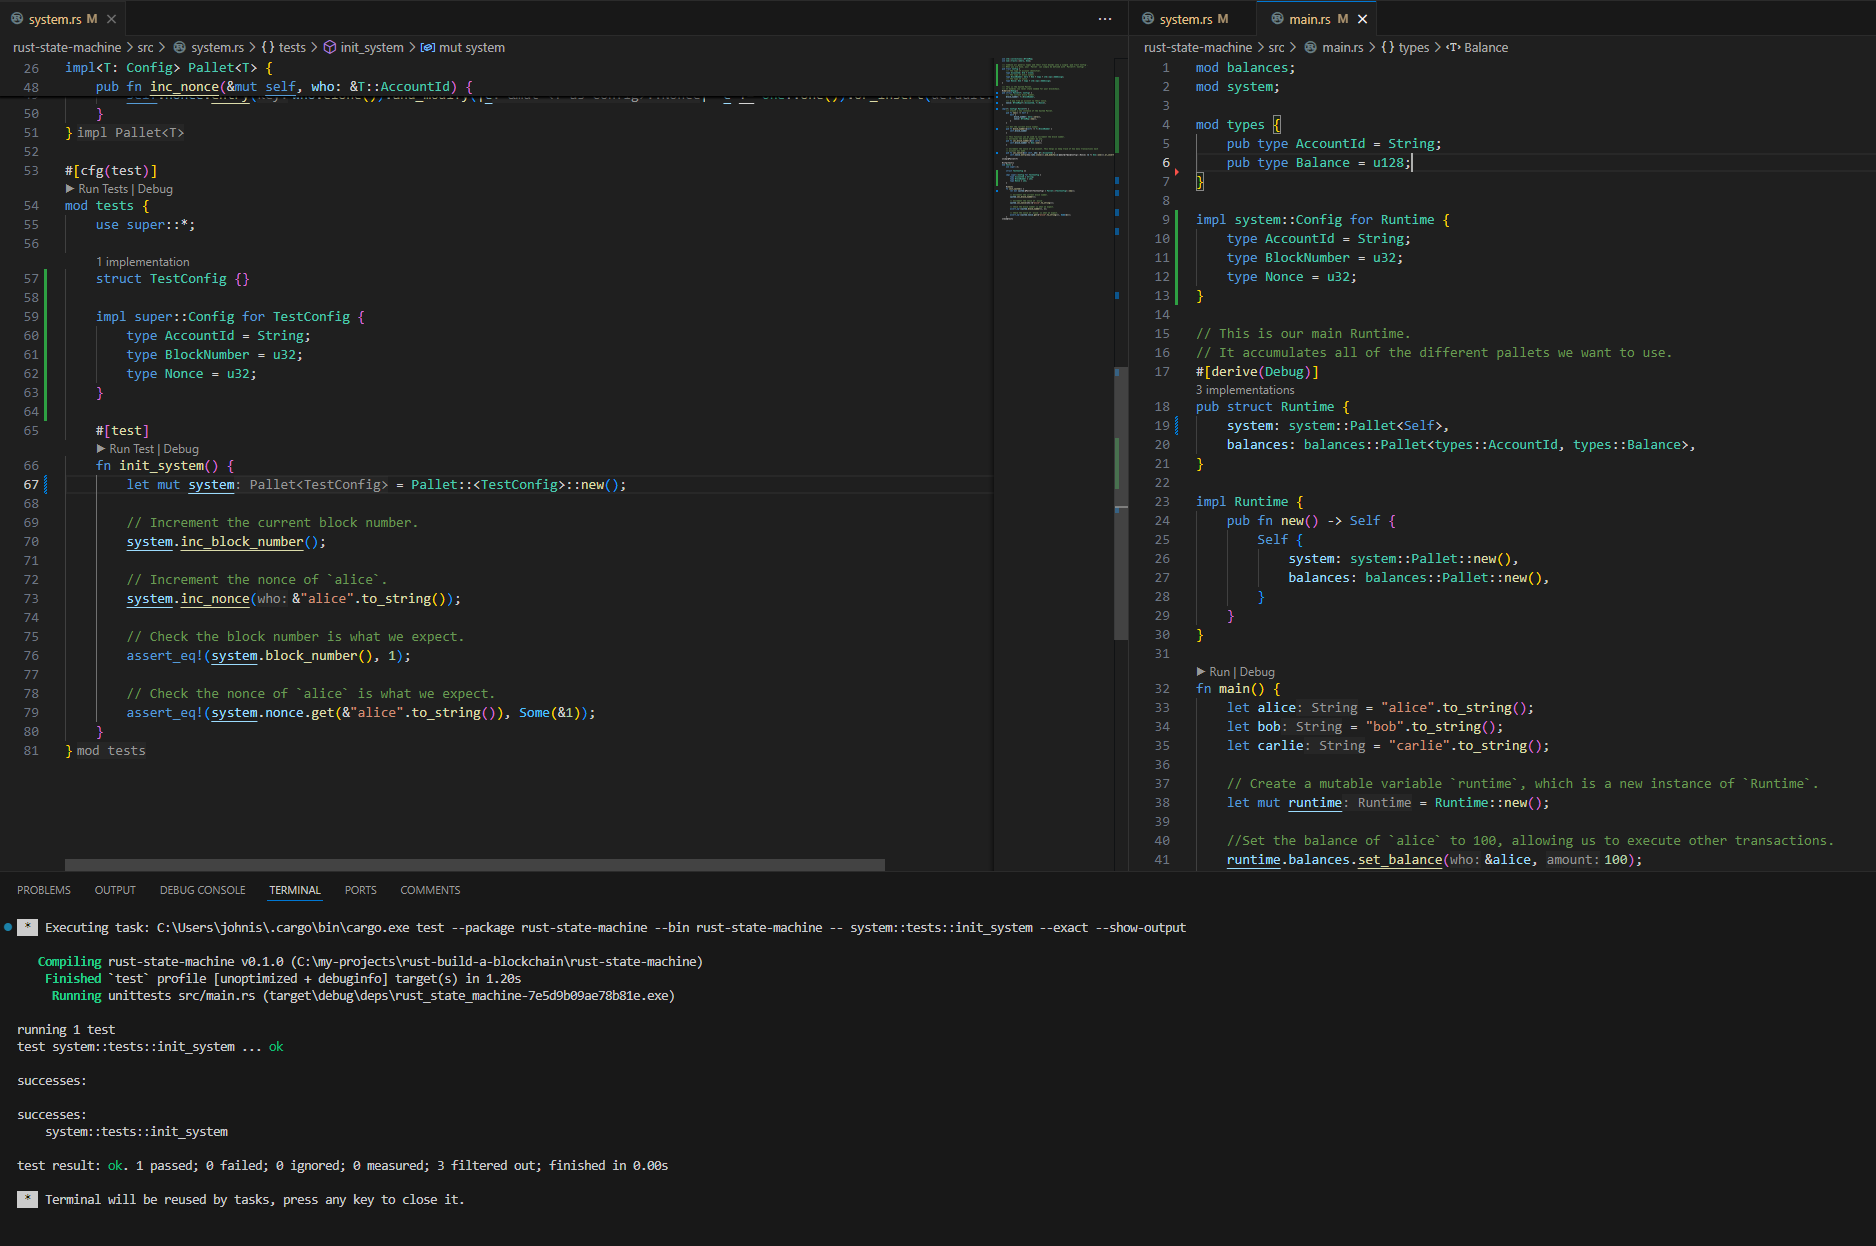 system.rs M
rust-state-machine > src > system.rs > {} tests > init_system > mut system
26 impl<T: Config> Pallet<T> {
48 pub fn inc_nonce(&mut self, who: &T::AccountId) {
50 }
51 } impl Pallet<T>
52
53 #[cfg(test)]
Run Tests | Debug
54 mod tests {
55 use super::*;
56
1 implementation
57 struct TestConfig {}
58
59 impl super::Config for TestConfig {
60 type AccountId = String;
61 type BlockNumber = u32;
62 type Nonce = u32;
63 }
64
65 #[test]
Run Test | Debug
66 fn init_system() {
67 let mut system: Pallet<TestConfig> = Pallet::<TestConfig>::new();
68
69 // Increment the current block number.
70 system.inc_block_number();
71
72 // Increment the nonce of `alice`.
73 system.inc_nonce(who: &"alice".to_string());
74
75 // Check the block number is what we expect.
76 assert_eq!(system.block_number(), 1);
77
78 // Check the nonce of `alice` is what we expect.
79 assert_eq!(system.nonce.get(&"alice".to_string()), Some(&1));
80 }
81 } mod tests
system.rs M
main.rs M
rust-state-machine > src > main.rs > {} types > Balance
1 mod balances;
2 mod system;
3
4 mod types {
5 pub type AccountId = String;
6 pub type Balance = u128;
7 }
8
9 impl system::Config for Runtime {
10 type AccountId = String;
11 type BlockNumber = u32;
12 type Nonce = u32;
13 }
14
15 // This is our main Runtime.
16 // It accumulates all of the different pallets we want to use.
17 #[derive(Debug)]
3 implementations
18 pub struct Runtime {
19 system: system::Pallet<Self>,
20 balances: balances::Pallet<types::AccountId, types::Balance>,
21 }
22
23 impl Runtime {
24 pub fn new() -> Self {
25 Self {
26 system: system::Pallet::new(),
27 balances: balances::Pallet::new(),
28 }
29 }
30 }
31
Run | Debug
32 fn main() {
33 let alice: String = "alice".to_string();
34 let bob: String = "bob".to_string();
35 let carlie: String = "carlie".to_string();
36
37 // Create a mutable variable `runtime`, which is a new instance of `Runtime`.
38 let mut runtime: Runtime = Runtime::new();
39
40 //Set the balance of `alice` to 100, allowing us to execute other transactions.
41 runtime.balances.set_balance(who: &alice, amount: 100);
PROBLEMS OUTPUT DEBUG CONSOLE TERMINAL PORTS COMMENTS
* Executing task: C:\Users\johnis\.cargo\bin\cargo.exe test --package rust-state-machine --bin rust-state-machine -- system::tests::init_system --exact --show-output
Compiling rust-state-machine v0.1.0 (C:\my-projects\rust-build-a-blockchain\rust-state-machine)
Finished `test` profile [unoptimized + debuginfo] target(s) in 1.20s
Running unittests src/main.rs (target\debug\deps\rust_state_machine-7e5d9b09ae78b81e.exe)
running 1 test
test system::tests::init_system ... ok
successes:
successes:
system::tests::init_system
test result: ok. 1 passed; 0 failed; 0 ignored; 0 measured; 3 filtered out; finished in 0.00s
* Terminal will be reused by tasks, press any key to close it.